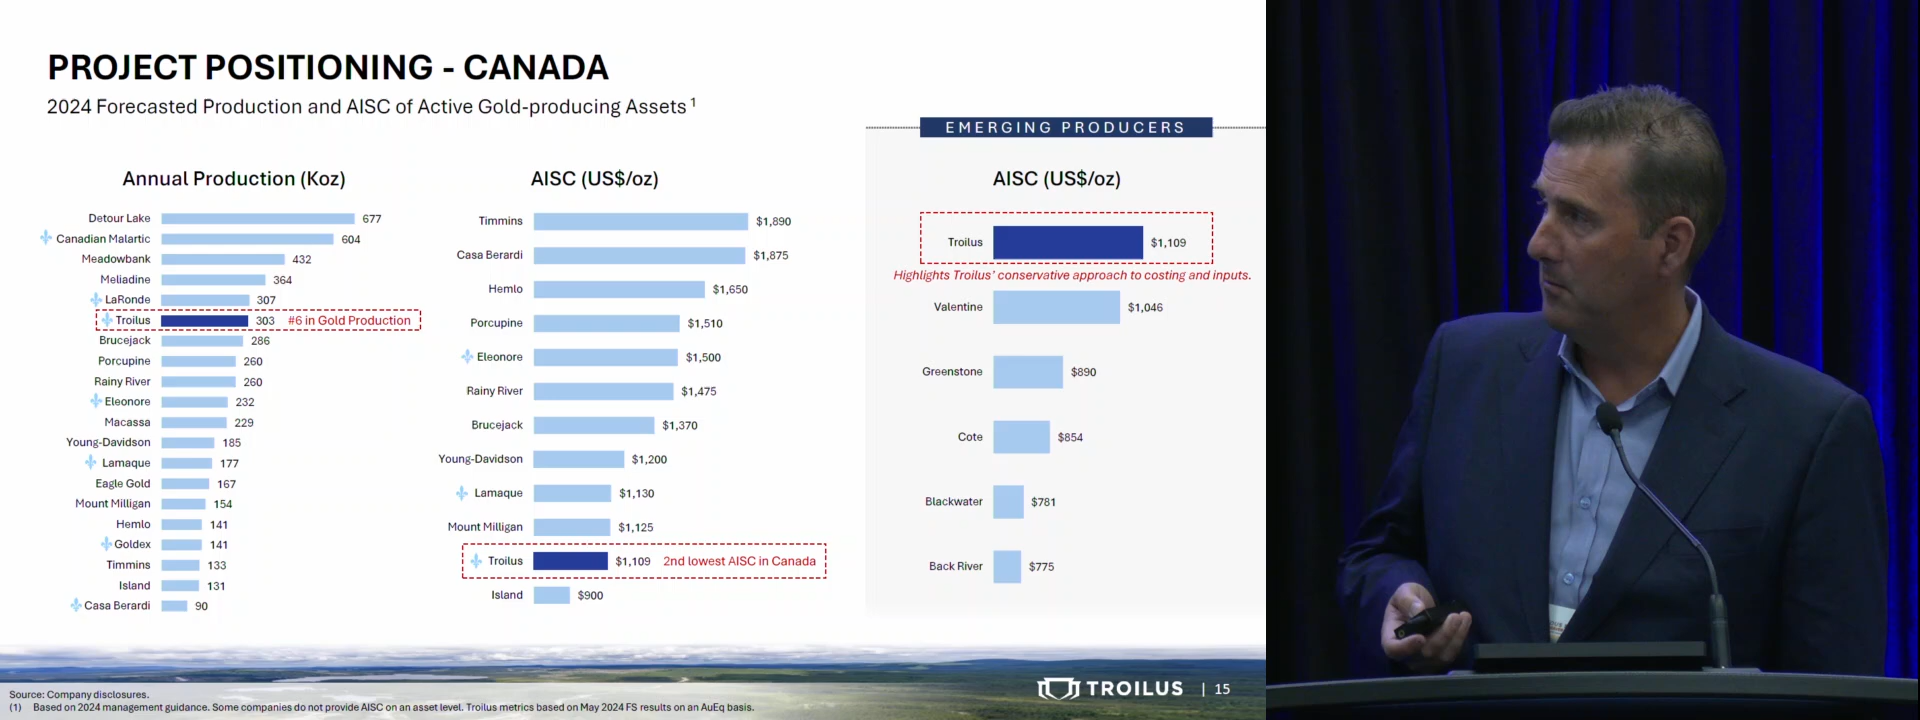 PROJECT POSITIONING - CANADA
2024 Forecasted Production and AISC of Active Gold-producing Assets 1
EMERGING PRODUCERS
Annual Production (Koz)
Detour Lake 677
Canadian Malartic 604
Meadowbank 432
Meliadine 364
LaRonde 307
Troilus 303 #6 in Gold Production
Brucejack 286
Porcupine 260
Rainy River 260
Eleonore 232
Macassa 229
Young-Davidson 185
Lamaque 177
Eagle Gold 167
Mount Milligan 154
Hemlo 141
Goldex 141
Timmins 133
Island 131
Casa Berardi 90
AISC (US$/oz)
Timmins $1,890
Casa Berardi $1,875
Hemlo $1,650
Porcupine $1,510
Eleonore $1,500
Rainy River $1,475
Brucejack $1,370
Young-Davidson $1,200
Lamaque $1,130
Mount Milligan $1,125
Troilus $1,109 2nd lowest AISC in Canada
Island $900
AISC (US$/oz)
Troilus $1,109
Highlights Troilus' conservative approach to costing and inputs.
Valentine $1,046
Greenstone $890
Cote $854
Blackwater $781
Back River $775
Source: Company disclosures.
(1) Based on 2024 management guidance. Some companies do not provide AISC on an asset level. Troilus metrics based on May 2024 FS results on an AuEq basis.
TROILUS | 15